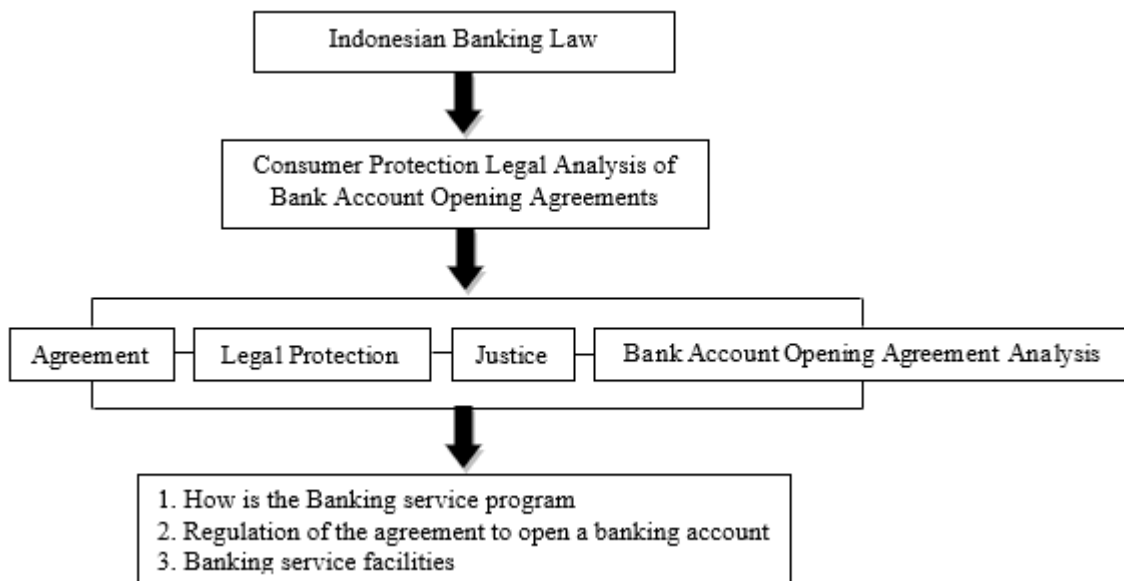 Indonesian Banking Law
Consumer Protection Legal Analysis of
Bank Account Opening Agreements
Agreement
Legal Protection
Justice
Bank Account Opening Agreement Analysis
1. How is the Banking service program
2. Regulation of the agreement to open a banking account
3. Banking service facilities